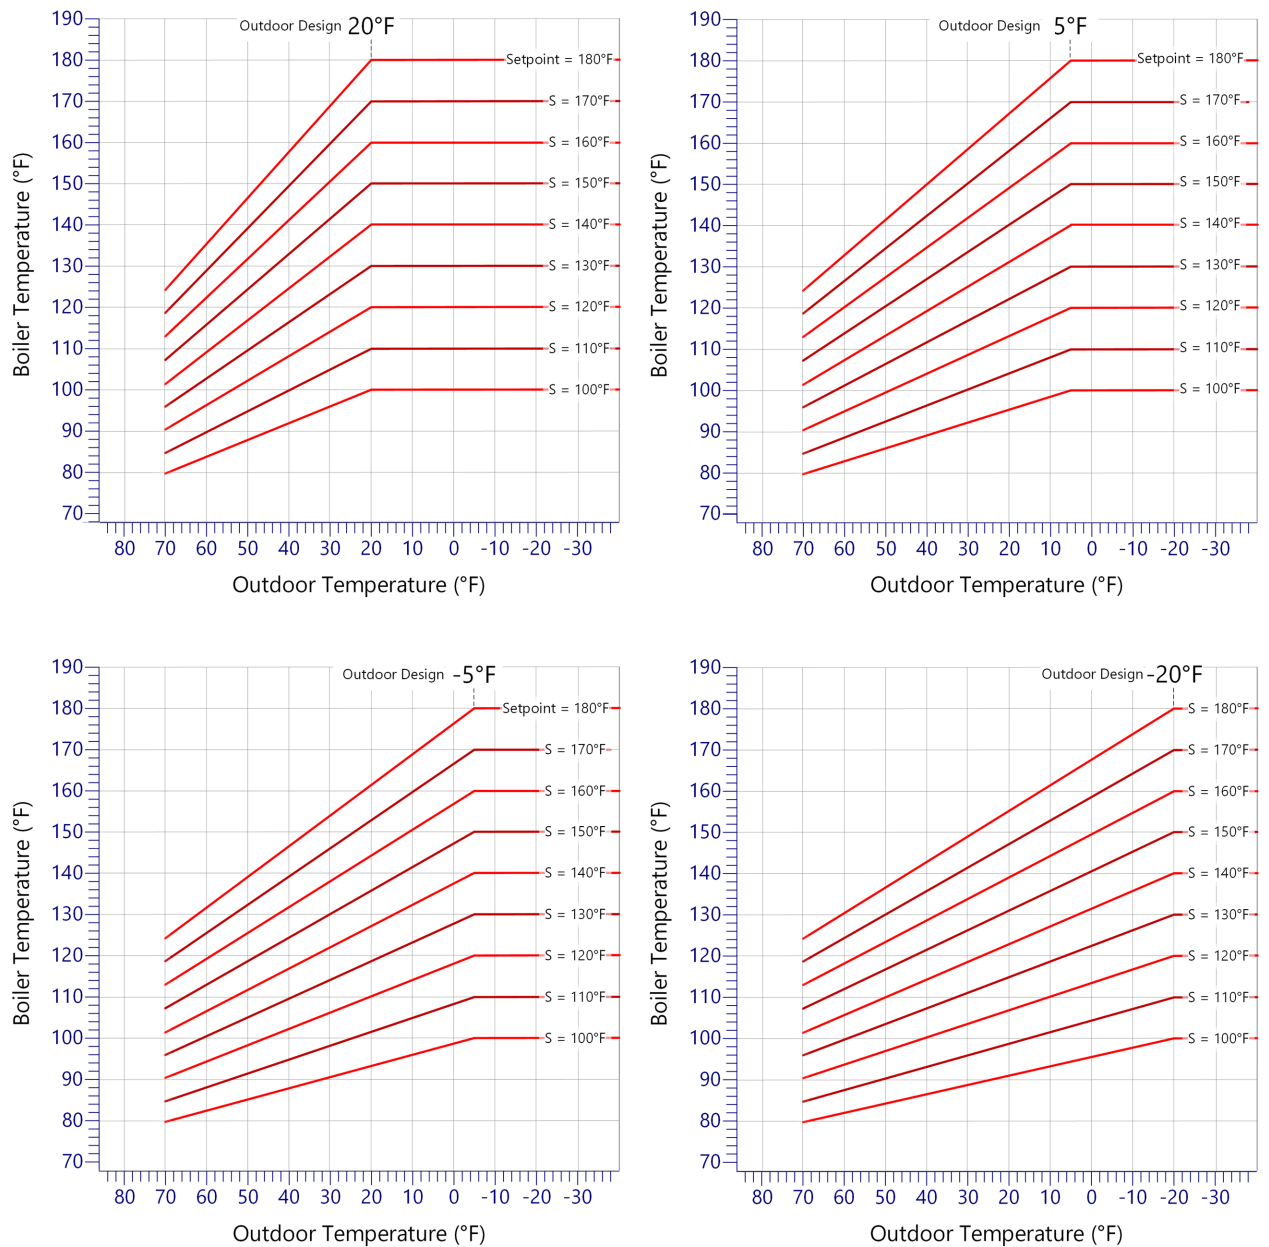 190
Outdoor Design 20°F
180
Setpoint = 180°F
170
S = 170°F
160
S = 160°F
150
S = 150°F
140
S = 140°F
130
S = 130°F
120
S = 120°F
110
S = 110°F
100
S = 100°F
90
80
70
Boiler Temperature (°F)
80 70 60 50 40 30 20 10 0 -10 -20 -30
Outdoor Temperature (°F)
190
Outdoor Design 5°F
180
Setpoint = 180°F
170
S = 170°F
160
S = 160°F
150
S = 150°F
140
S = 140°F
130
S = 130°F
120
S = 120°F
110
S = 110°F
100
S = 100°F
90
80
70
Boiler Temperature (°F)
80 70 60 50 40 30 20 10 0 -10 -20 -30
Outdoor Temperature (°F)
190
Outdoor Design -5°F
180
Setpoint = 180°F
170
S = 170°F
160
S = 160°F
150
S = 150°F
140
S = 140°F
130
S = 130°F
120
S = 120°F
110
S = 110°F
100
S = 100°F
90
80
70
Boiler Temperature (°F)
80 70 60 50 40 30 20 10 0 -10 -20 -30
Outdoor Temperature (°F)
190
Outdoor Design -20°F
180
S = 180°F
170
S = 170°F
160
S = 160°F
150
S = 150°F
140
S = 140°F
130
S = 130°F
120
S = 120°F
110
S = 110°F
100
S = 100°F
90
80
70
Boiler Temperature (°F)
80 70 60 50 40 30 20 10 0 -10 -20 -30
Outdoor Temperature (°F)